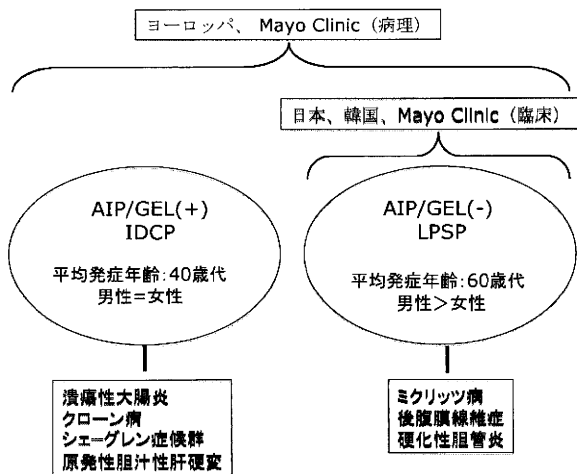 ヨーロッパ、 Mayo Clinic（病理）
日本、韓国、Mayo Clinic（臨床）
AIP/GEL(+)
IDCP
平均発症年齢：40歳代
男性＝女性
AIP/GEL(-)
LPSP
平均発症年齢：60歳代
男性＞女性
潰瘍性大腸炎
クローン病
シェーグレン症候群
原発性胆汁性肝硬変
ミクリッツ病
後腹膜線維症
硬化性胆管炎